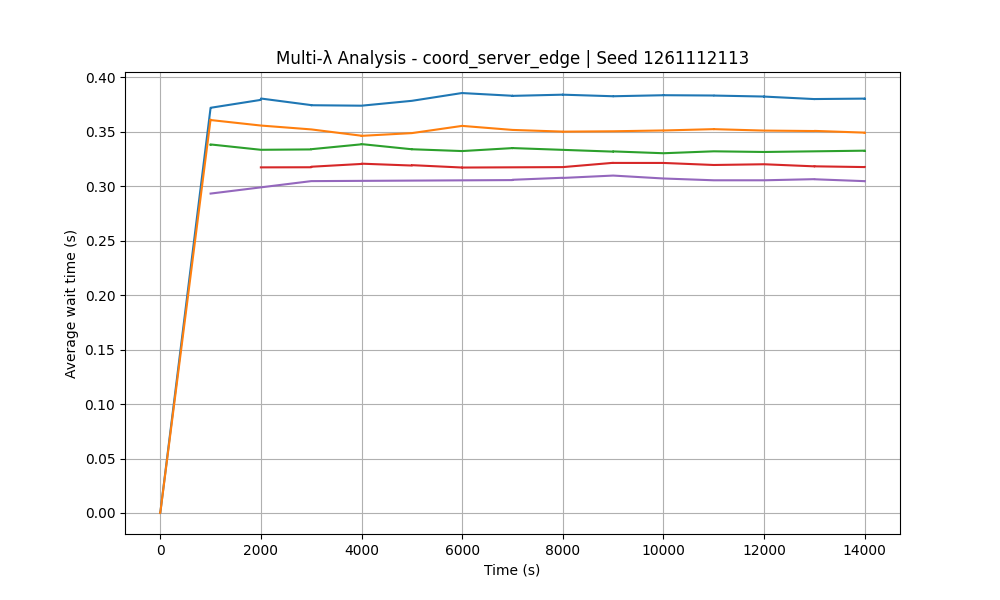 Multi-λ Analysis - coord_server_edge | Seed 1261112113
Average wait time (s)
0.40
0.35
0.30
0.25
0.20
0.15
0.10
0.05
0.00
0 2000 4000 6000 8000 10000 12000 14000
Time (s)